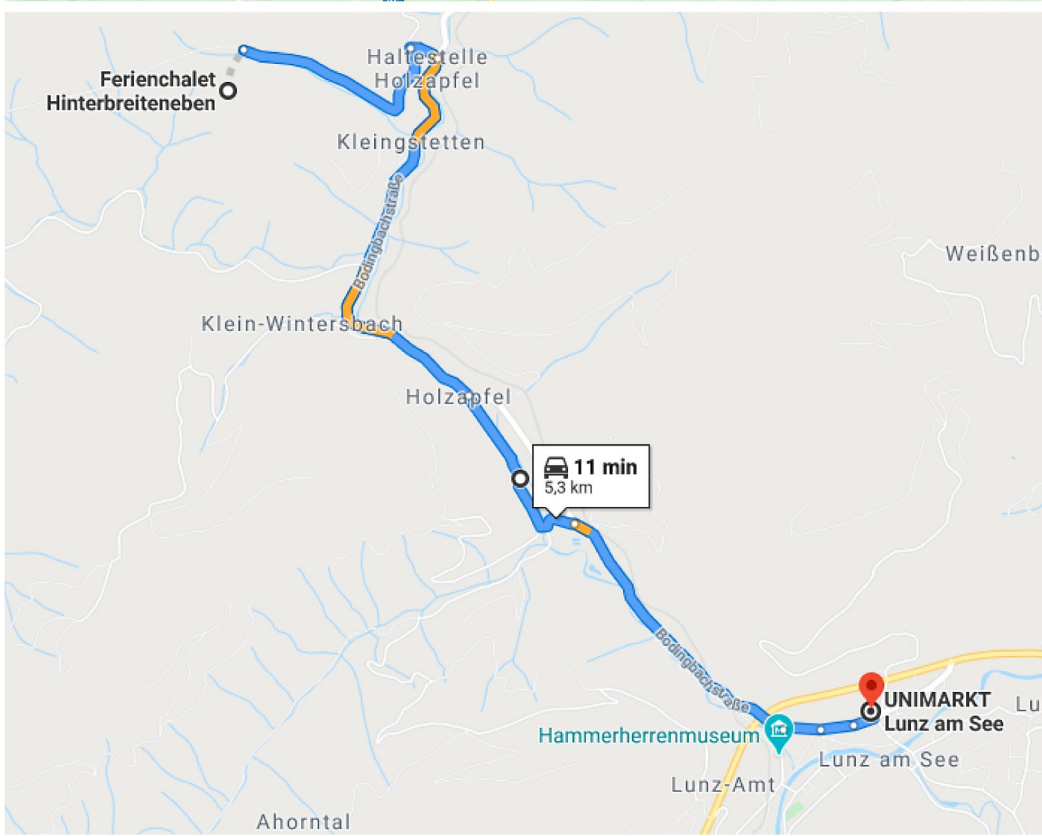 Haltestelle
Holzapfel
Ferienchalet
Hinterbreiteneben
Kleingstetten
Bodingbachstraße
Weißenb
Klein-Wintersbach
Holzapfel
11 min
5,3 km
Bodingbachstraße
UNIMARKT
Lunz am See
Lu
Hammerherrenmuseum
Lunz am See
Lunz-Amt
Ahorntal